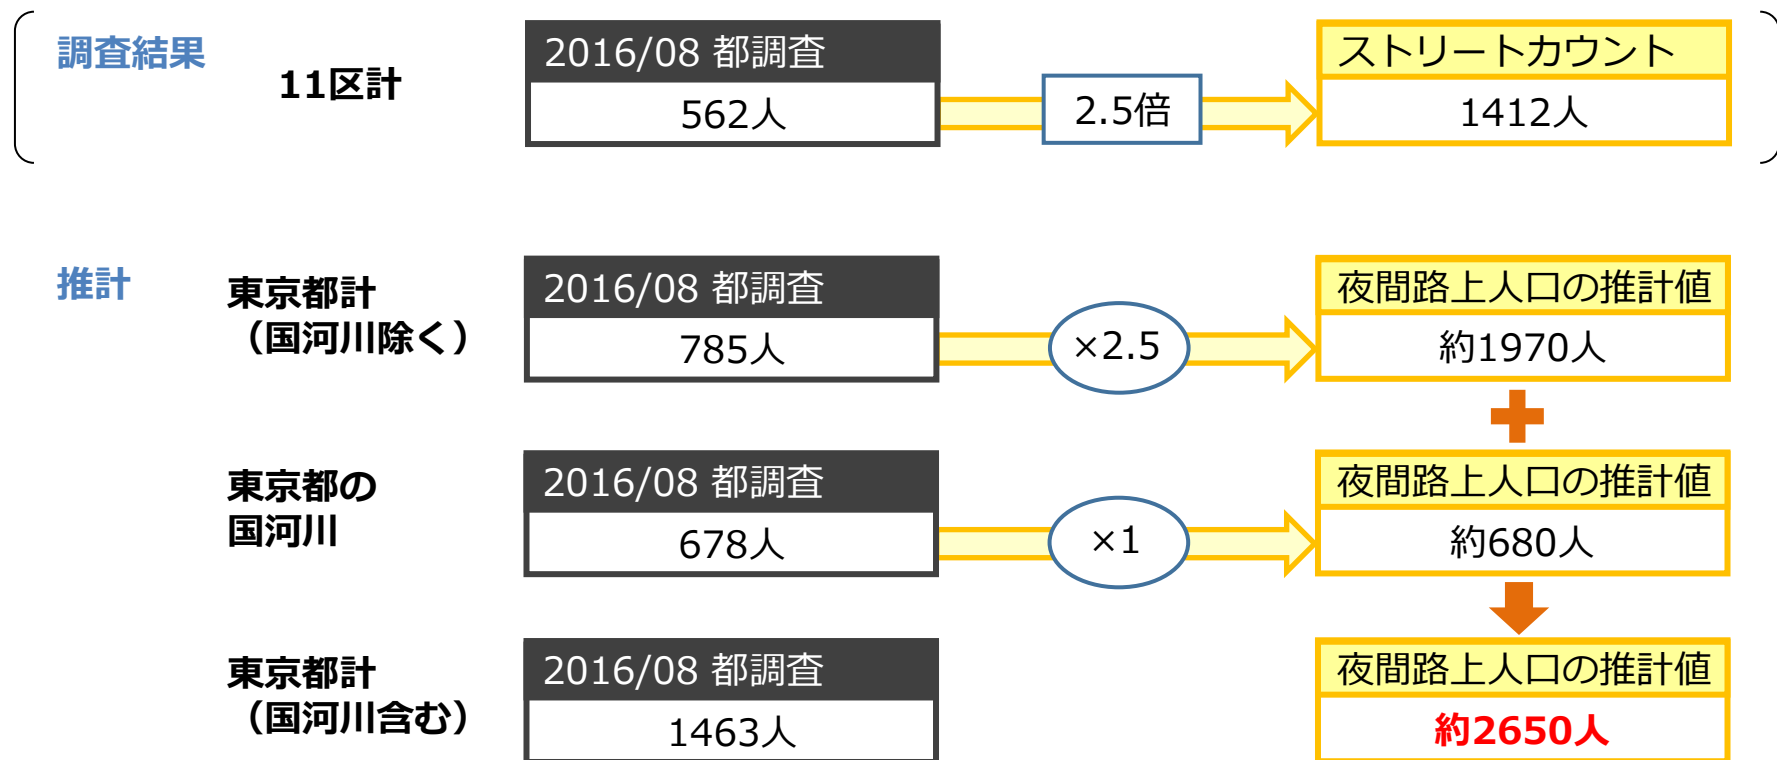 調査結果
11区計
2016/08 都調査
562人
2.5倍
ストリートカウント
1412人
推計
東京都計
（国河川除く）
2016/08 都調査
785人
×2.5
夜間路上人口の推計値
約1970人
東京都の
国河川
2016/08 都調査
678人
×1
夜間路上人口の推計値
約680人
東京都計
（国河川含む）
2016/08 都調査
1463人
夜間路上人口の推計値
約2650人